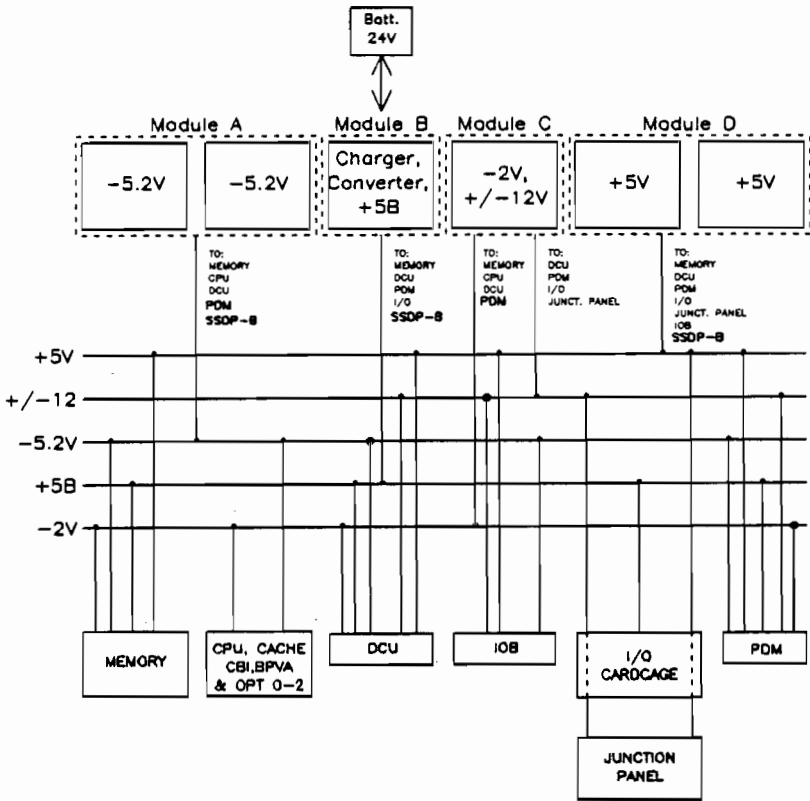 Batt.
24V
Module A
Module B
Module C
Module D
-5.2V
-5.2V
Charger,
Converter,
+5B
-2V,
+/-12V
+5V
+5V
TO:
MEMORY
CPU
DCU
PDM
SSDP-B
TO:
MEMORY
DCU
PDM
I/O
SSDP-B
TO:
MEMORY
CPU
DCU
PDM
TO:
DCU
PDM
I/O
JUNCT. PANEL
TO:
MEMORY
DCU
PDM
I/O
JUNCT. PANEL
IOB
SSDP-B
+5V
+/-12
-5.2V
+5B
-2V
MEMORY
CPU, CACHE
CBI,BPVA
& OPT 0-2
DCU
IOB
I/O
CARDCAGE
PDM
JUNCTION
PANEL